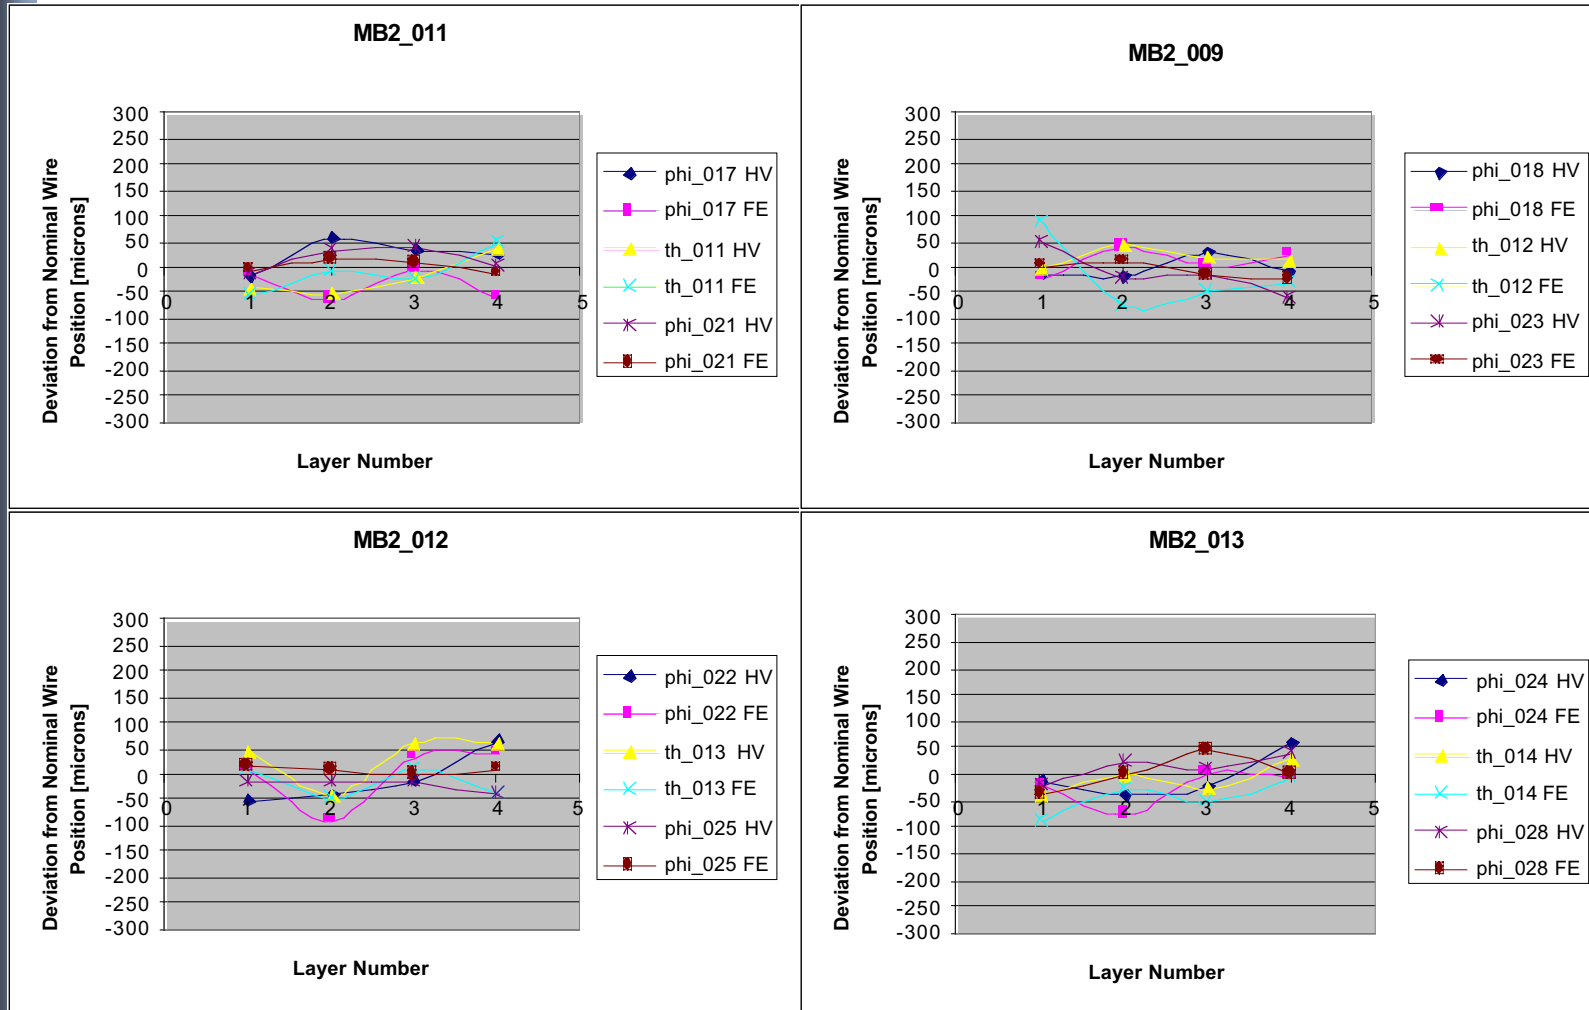 MB2_011
300
250
200
150
100
50
0
-50
-100
-150
-200
-250
-300
0
1
2
3
4
5
Deviation from Nominal Wire
Position [microns]
Layer Number
phi_017 HV
phi_017 FE
th_011 HV
th_011 FE
phi_021 HV
phi_021 FE
MB2_009
300
250
200
150
100
50
0
-50
-100
-150
-200
-250
-300
0
1
2
3
4
5
Deviation from Nominal Wire
Position [microns]
Layer Number
phi_018 HV
phi_018 FE
th_012 HV
th_012 FE
phi_023 HV
phi_023 FE
MB2_012
300
250
200
150
100
50
0
-50
-100
-150
-200
-250
-300
0
1
2
3
4
5
Deviation from Nominal Wire
Position [microns]
Layer Number
phi_022 HV
phi_022 FE
th_013 HV
th_013 FE
phi_025 HV
phi_025 FE
MB2_013
300
250
200
150
100
50
0
-50
-100
-150
-200
-250
-300
0
1
2
3
4
5
Deviation from Nominal Wire
Position [microns]
Layer Number
phi_024 HV
phi_024 FE
th_014 HV
th_014 FE
phi_028 HV
phi_028 FE